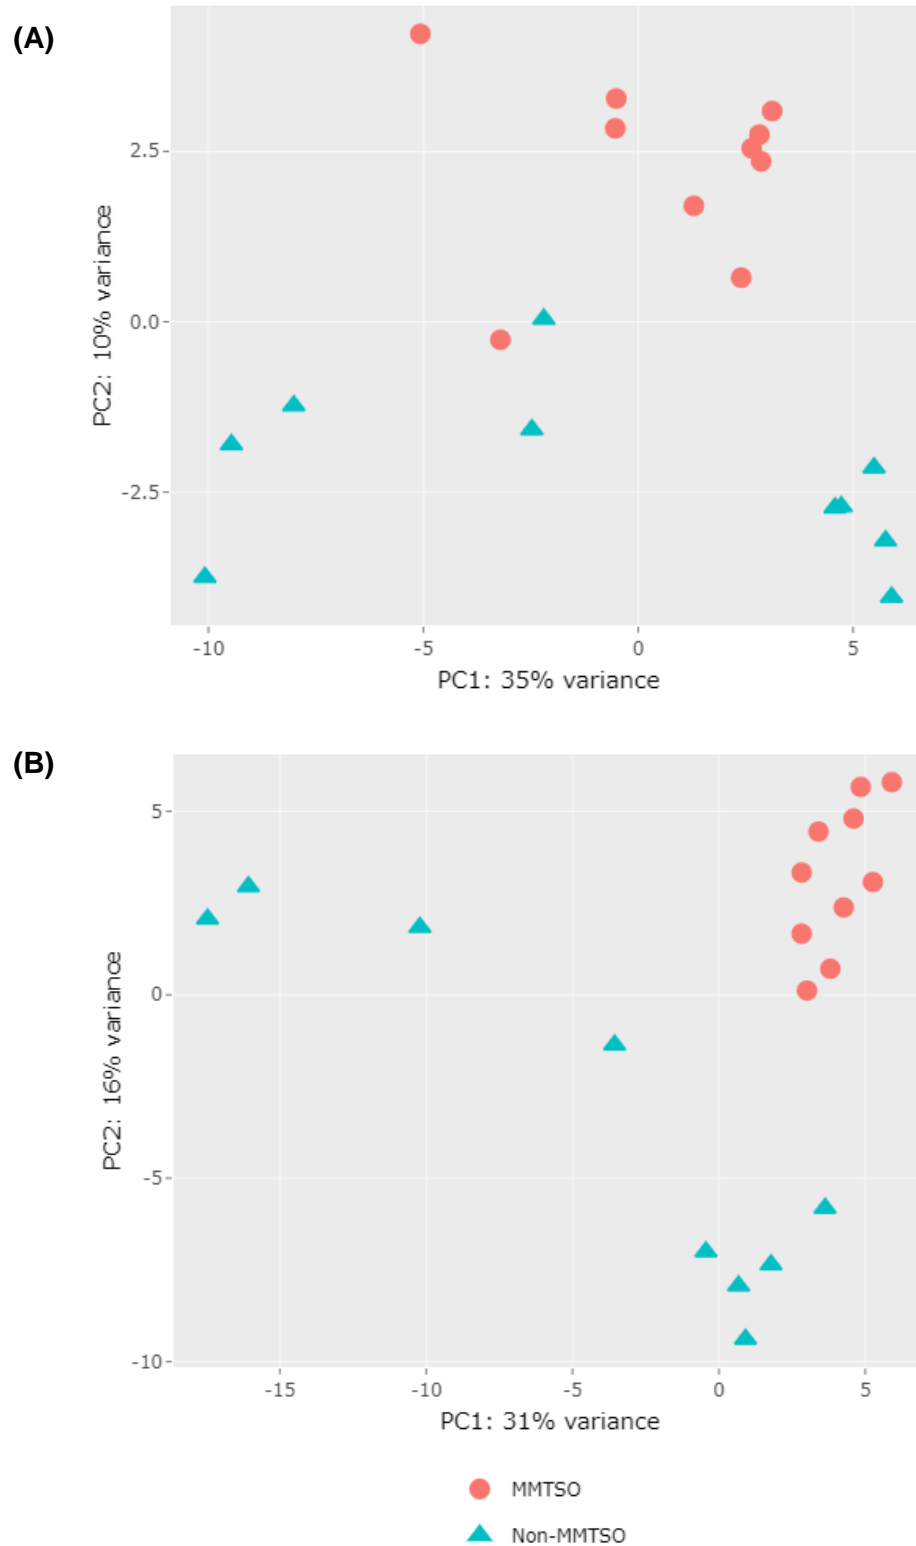 (A)
2.5
0.0
-2.5
PC2: 10% variance
-10 -5 0 5
PC1: 35% variance
(B)
5
0
-5
-10
PC2: 16% variance
-15 -10 -5 0 5
PC1: 31% variance
MMTSO
Non-MMTSO